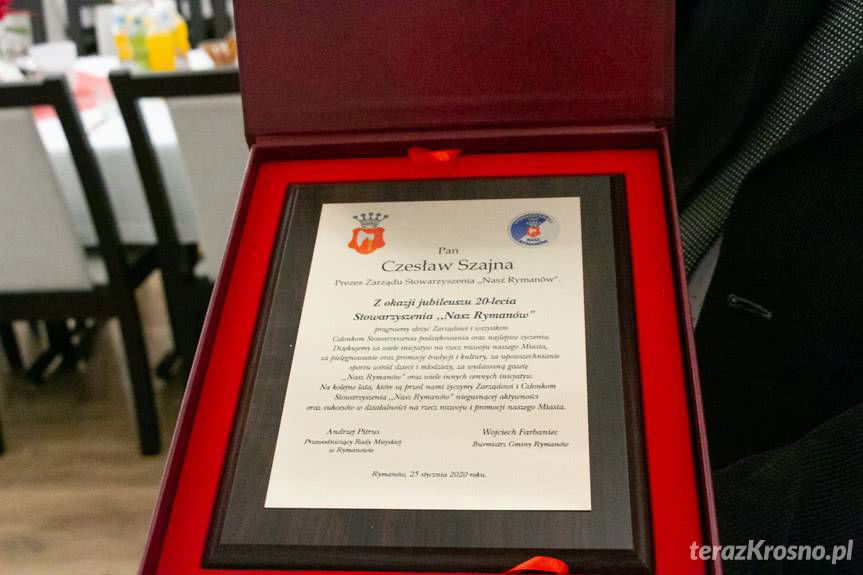 NASZ
RYMANÓW
Pan
Czesław Szajna
Prezes Zarządu Stowarzyszenia ,,Nasz Rymanów".
Z okazji jubileuszu 20-lecia
Stowarzyszenia ,,Nasz Rymanów"
pragniemy złożyć Zarządowi i wszystkim
Członkom Stowarzyszenia podziękowania oraz najlepsze życzenia.
Dziękujemy za wiele inicjatyw na rzecz rozwoju naszego Miasta,
za pielęgnowanie oraz promocję tradycji i kultury, za upowszechnianie
sportu wśród dzieci i młodzieży, za wydawaną gazetę
,,Nasz Rymanów" oraz wiele innych cennych inicjatyw.
Na kolejne lata, które są przed nami życzymy Zarządowi i Członkom
Stowarzyszenia ,,Nasz Rymanów" niegasnącej aktywności
oraz sukcesów w działalności na rzecz rozwoju i promocji naszego Miasta.
Andrzej Pitrus Wojciech Farbaniec
Przewodniczący Rady Miejskiej Burmistrz Gminy Rymanów
w Rymanowie
Rymanów, 25 stycznia 2020 roku.
terazKrosno.pl